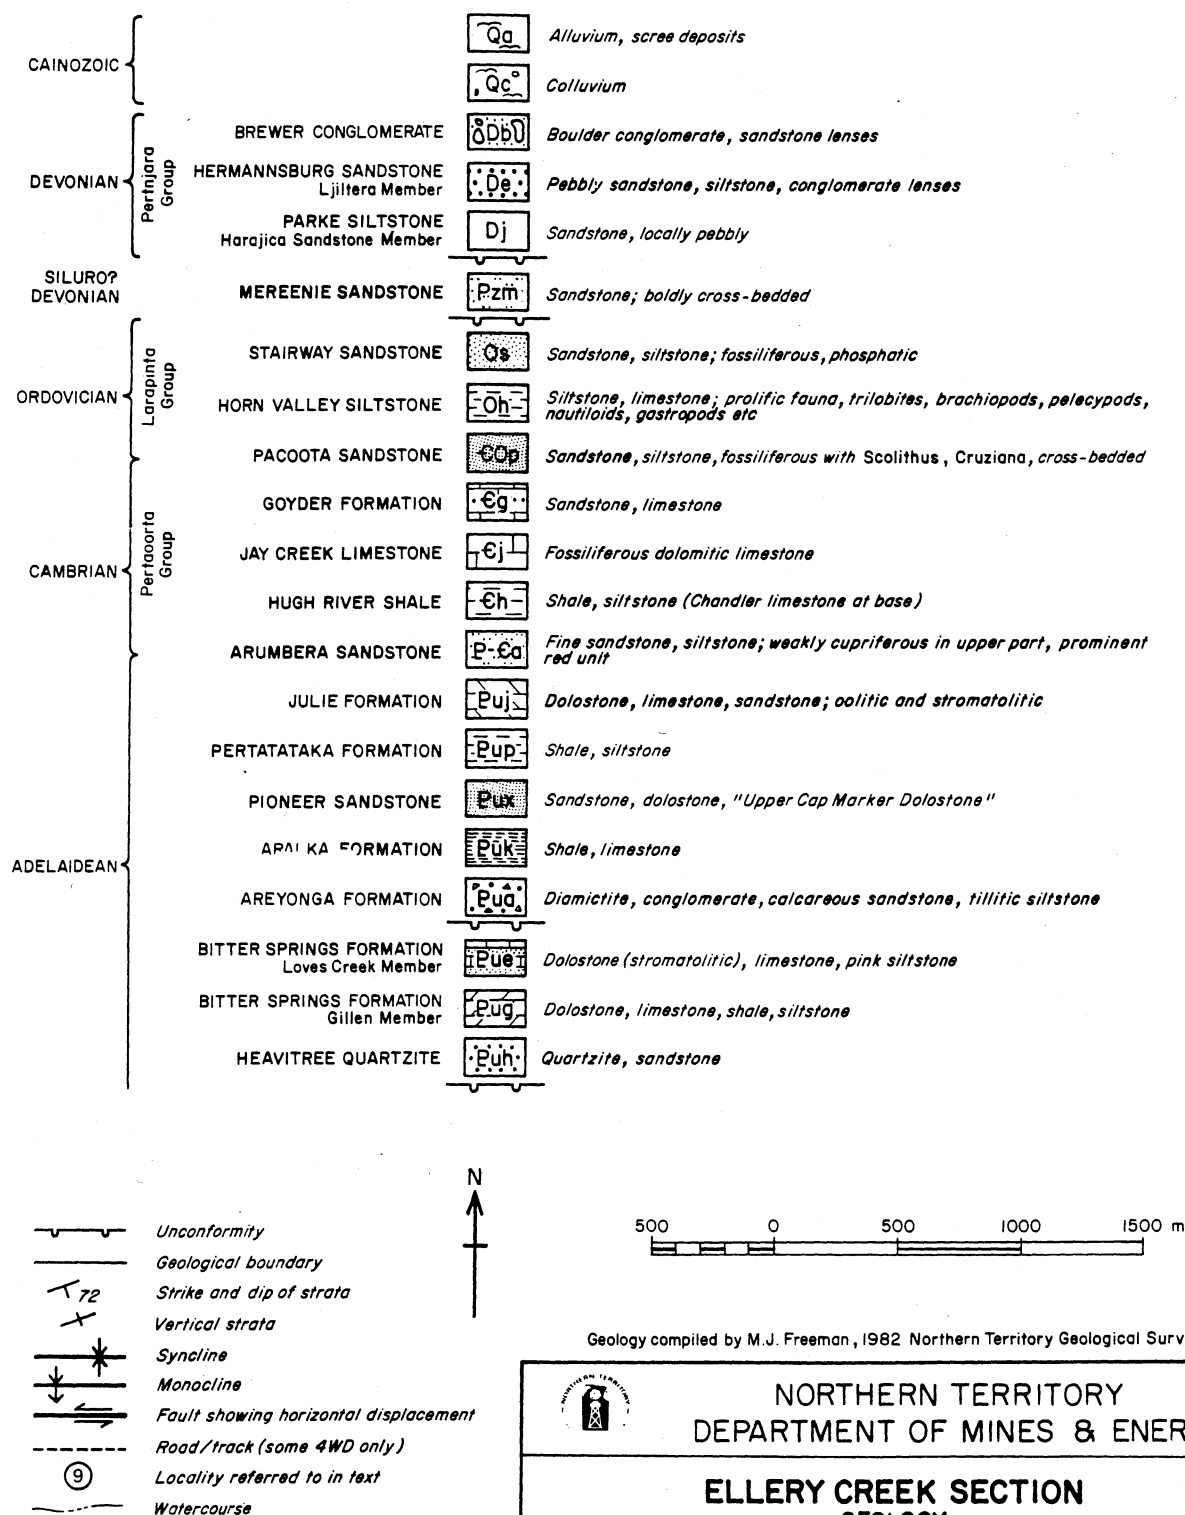 CAINOZOIC
Qa Alluvium, scree deposits
Qc Colluvium
DEVONIAN
Pertnjara Group
BREWER CONGLOMERATE Db Boulder conglomerate, sandstone lenses
HERMANNSBURG SANDSTONE
Ljiltera Member De Pebbly sandstone, siltstone, conglomerate lenses
PARKE SILTSTONE
Harajica Sandstone Member Dj Sandstone, locally pebbly
SILURO?
DEVONIAN
MEREENIE SANDSTONE Pzm Sandstone; boldly cross-bedded
ORDOVICIAN
Larapinta Group
STAIRWAY SANDSTONE Os Sandstone, siltstone; fossiliferous, phosphatic
HORN VALLEY SILTSTONE Oh Siltstone, limestone; prolific fauna, trilobites, brachiopods, pelecypods,
nautiloids, gastropods etc
PACOOTA SANDSTONE ЄOp Sandstone, siltstone, fossiliferous with Scolithus, Cruziana, cross-bedded
CAMBRIAN
Pertaoorta Group
GOYDER FORMATION Єg Sandstone, limestone
JAY CREEK LIMESTONE Єj Fossiliferous dolomitic limestone
HUGH RIVER SHALE Єh Shale, siltstone (Chandler limestone at base)
ARUMBERA SANDSTONE P-Єa Fine sandstone, siltstone; weakly cupriferous in upper part, prominent
red unit
ADELAIDEAN
JULIE FORMATION Puj Dolostone, limestone, sandstone; oolitic and stromatolitic
PERTATATAKA FORMATION Pup Shale, siltstone
PIONEER SANDSTONE Pux Sandstone, dolostone, "Upper Cap Marker Dolostone"
FORMATION Puk Shale, limestone
AREYONGA FORMATION Pua Diamictite, conglomerate, calcareous sandstone, tillitic siltstone
BITTER SPRINGS FORMATION
Loves Creek Member Pue Dolostone (stromatolitic), limestone, pink siltstone
BITTER SPRINGS FORMATION
Gillen Member Pug Dolostone, limestone, shale, siltstone
HEAVITREE QUARTZITE Puh Quartzite, sandstone
Unconformity
Geological boundary
72 Strike and dip of strata
Vertical strata
Syncline
Monocline
Fault showing horizontal displacement
Road/track (some 4WD only)
9 Locality referred to in text
Watercourse
N
500 0 500 1000 1500 m
Geology compiled by M.J. Freeman, 1982 Northern Territory Geological Surv
NORTHERN TERRITORY
NORTHERN TERRITORY
DEPARTMENT OF MINES & ENER
ELLERY CREEK SECTION
GEOLOGY